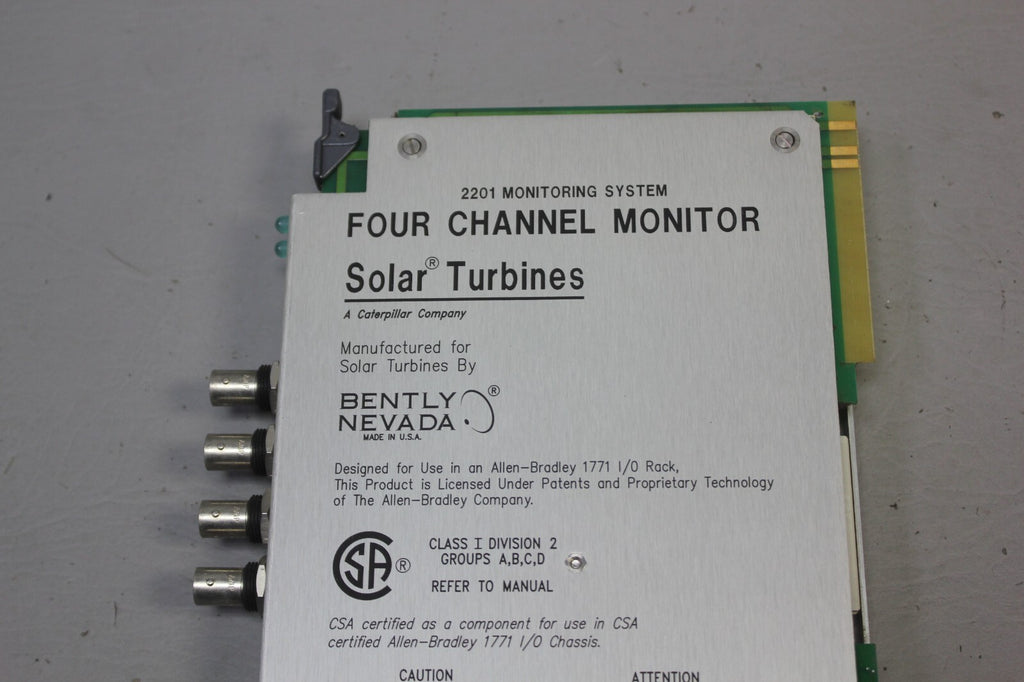 2201 MONITORING SYSTEM
FOUR CHANNEL MONITOR
Solar® Turbines
A Caterpillar Company
Manufactured for
Solar Turbines By
BENTLY
NEVADA ®
MADE IN U.S.A.
Designed for Use in an Allen-Bradley 1771 I/O Rack,
This Product is Licensed Under Patents and Proprietary Technology
of The Allen-Bradley Company.
CSA ®
CLASS I DIVISION 2
GROUPS A,B,C,D
REFER TO MANUAL
CSA certified as a component for use in CSA
certified Allen-Bradley 1771 I/O Chassis.
CAUTION ATTENTION